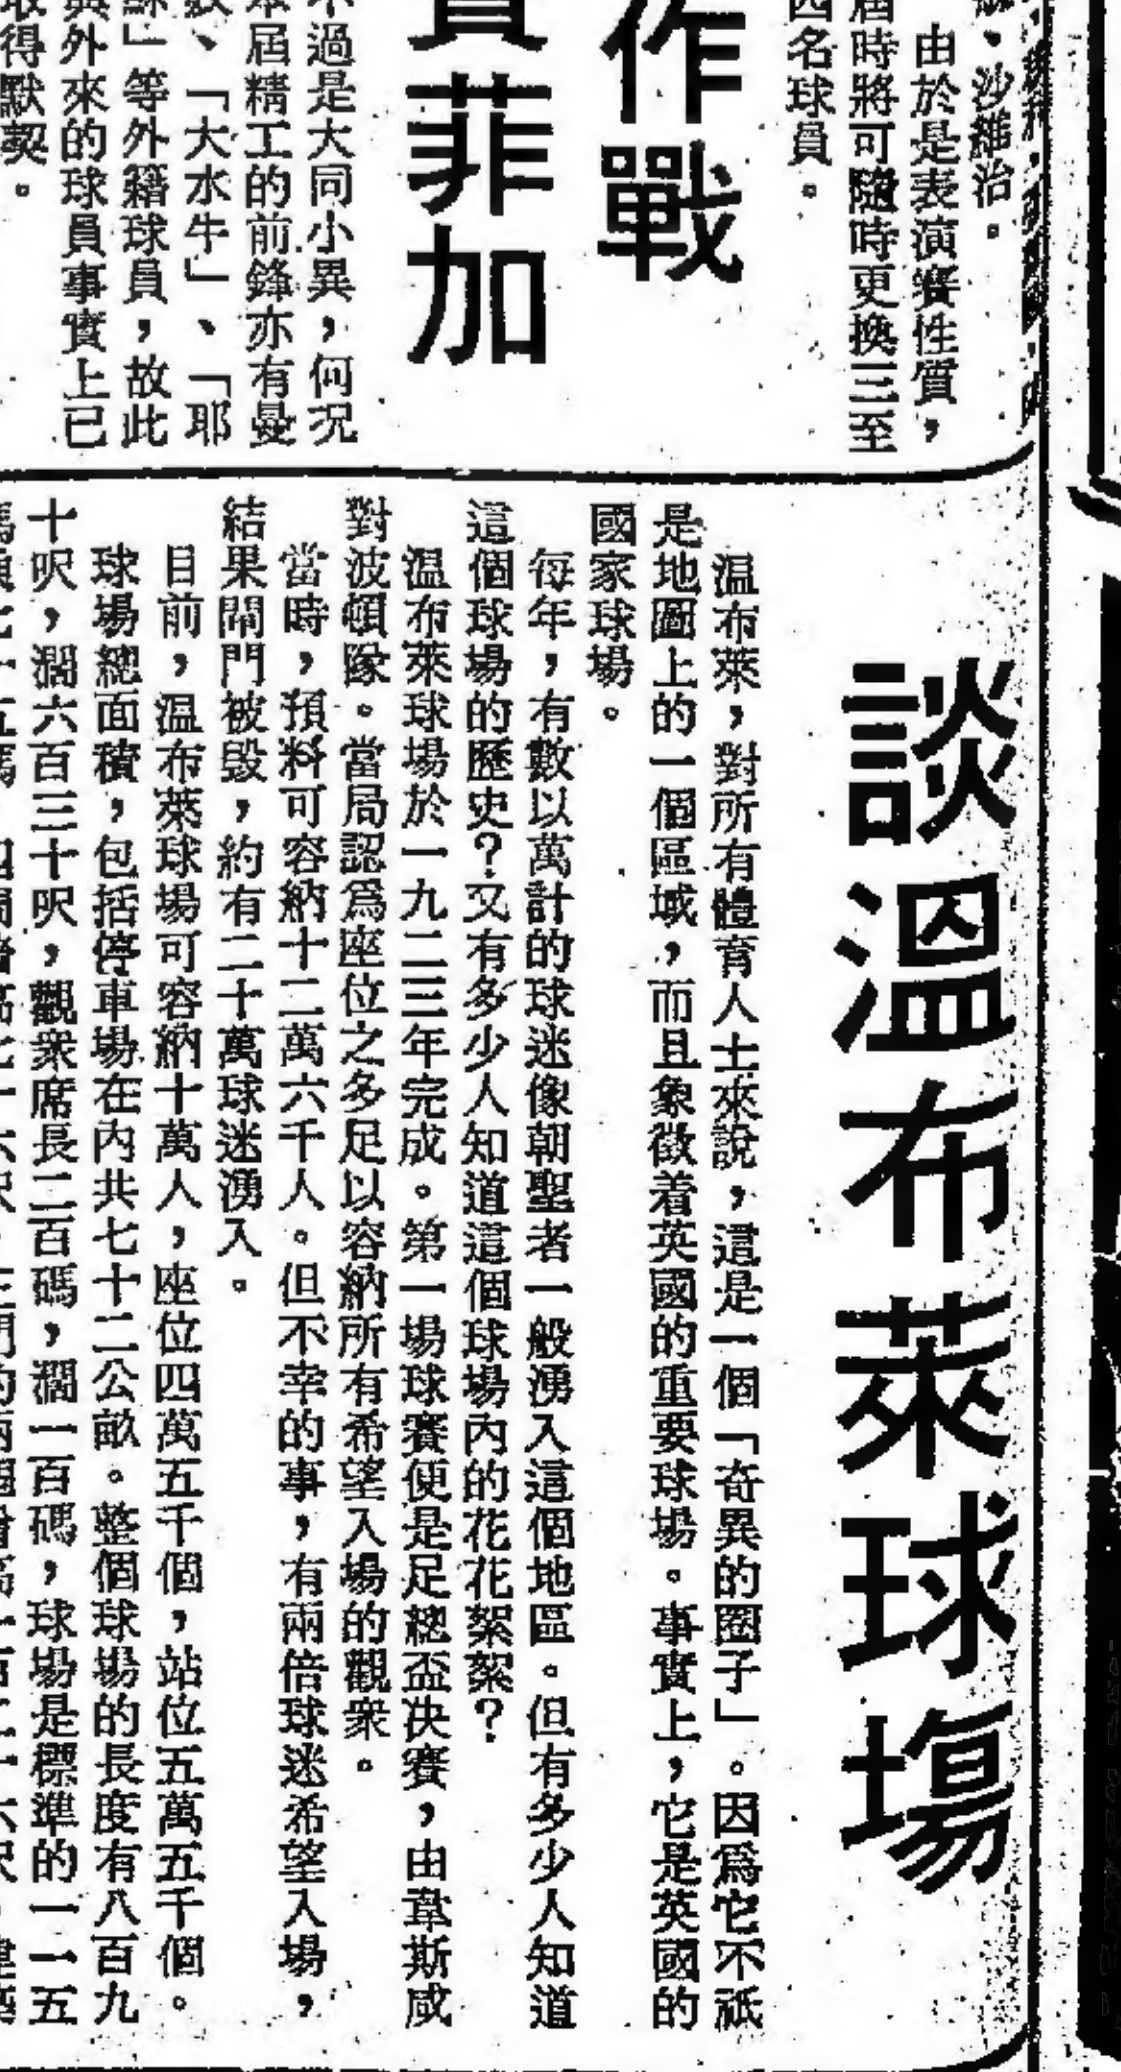 、沙維治。
由於是表演賽性質，
屆時將可隨時更換三至
四名球員。
作戰
賓菲加
不過是大同小異，何況
本屆精工的前鋒亦有曼
奴、「大水牛」、「耶
穌」等外籍球員，故此
與外來的球員事實上已
取得默契。
談溫布萊球場
温布萊，對所有體育人士來說，這是一個「奇異的圈子」。因爲它不祇
是地圖上的一個區域，而且象徵着英國的重要球場。事實上，它是英國的
國家球場。
每年，有數以萬計的球迷像朝聖者一般湧入這個地區。但有多少人知道
這個球場的歷史？又有多少人知道這個球場內的花花絮絮？
温布萊球場於一九二三年完成。第一場球賽便是足總盃決賽，由韋斯咸
對波頓隊。當局認爲座位之多足以容納所有希望入場的觀衆。
當時，預料可容納十二萬六千人。但不幸的事，有兩倍球迷希望入場，
結果閘門被毀，約有二十萬球迷湧入。
目前，温布萊球場可容納十萬人，座位四萬五千個，站位五萬五千個。
球場總面積，包括停車場在內共七十二公畝。整個球場的長度有八百九
十呎，濶六百三十呎，觀衆席長二百碼，濶一百碼，球場是標準的一一五